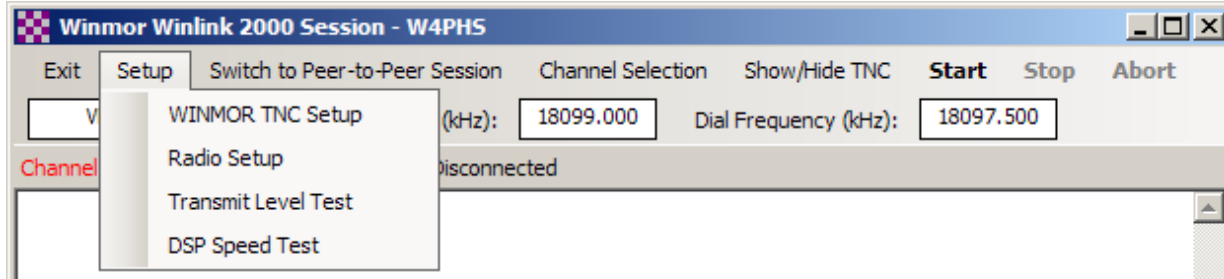 Winmor Winlink 2000 Session - W4PHS
Exit Setup Switch to Peer-to-Peer Session Channel Selection Show/Hide TNC Start Stop Abort
WINMOR TNC Setup (kHz): 18099.000 Dial Frequency (kHz): 18097.500
Radio Setup
Channel Disconnected
Transmit Level Test
DSP Speed Test